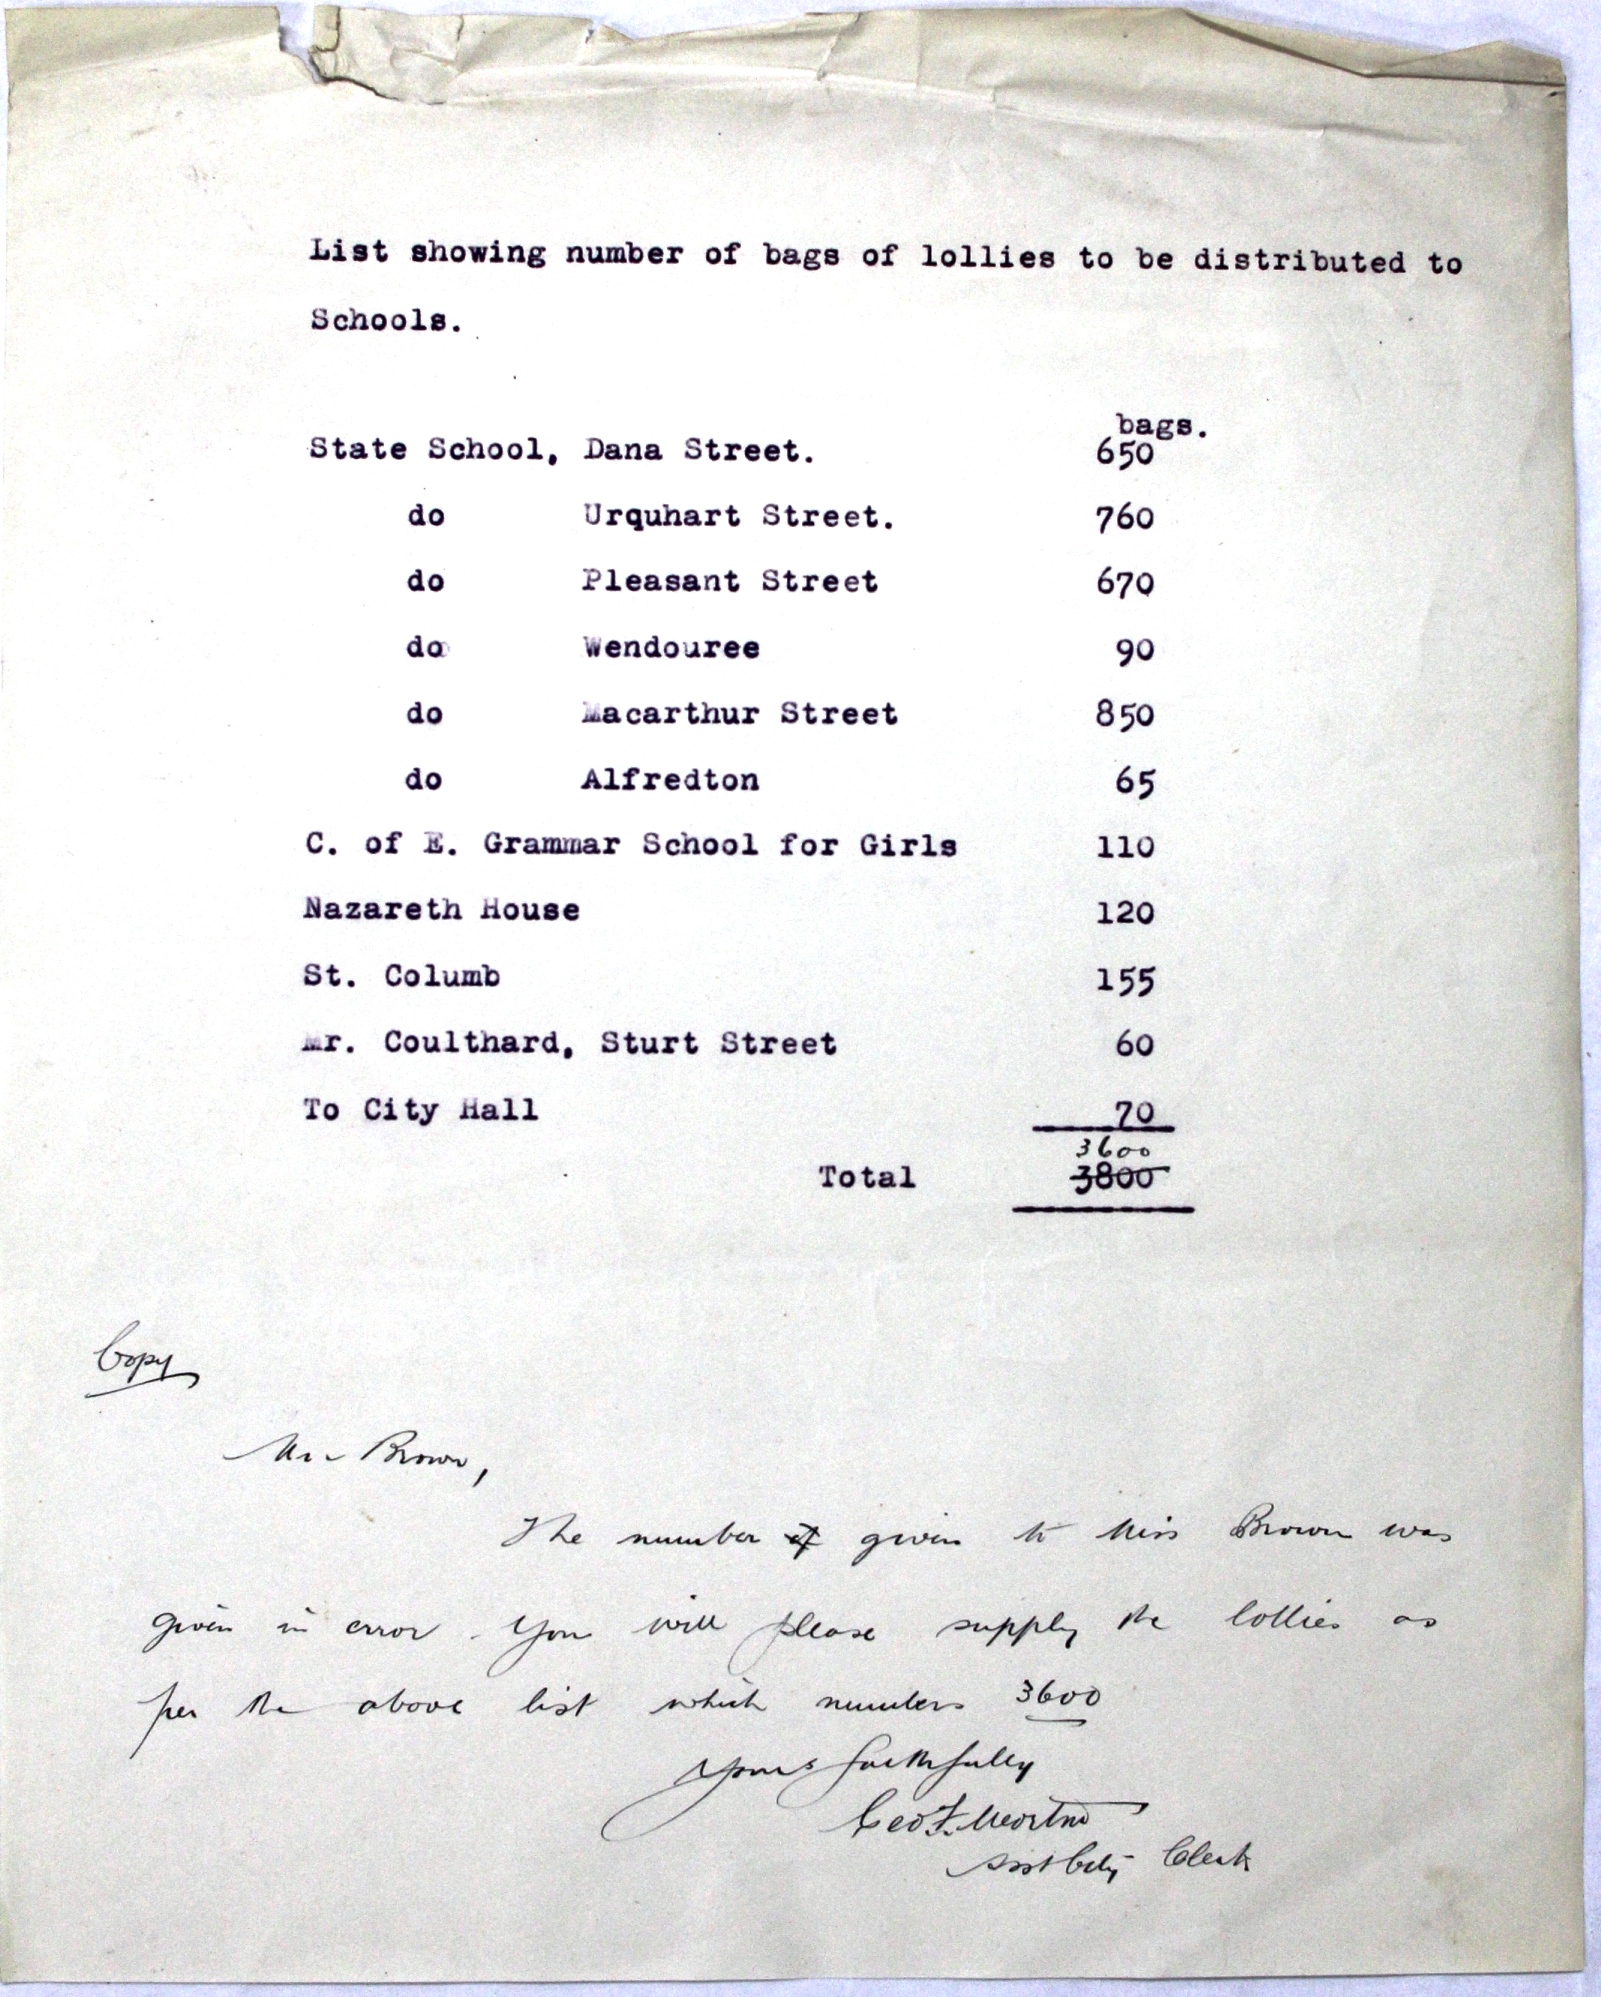 List showing number of bags of lollies to be distributed to
Schools.
bags.
State School, Dana Street. 650
do Urquhart Street. 760
do Pleasant Street 670
do Wendouree 90
do Macarthur Street 850
do Alfredton 65
C. of E. Grammar School for Girls 110
Nazareth House 120
St. Columb 155
Mr. Coulthard, Sturt Street 60
To City Hall 70
3600
Total 3800
Copy
Mr Brown,
The number of given to Miss Brown was
given in error. You will please supply the lollies as
per the above list which numbers 3600
Yours faithfully
Geo F. Morton
Asst City Clerk